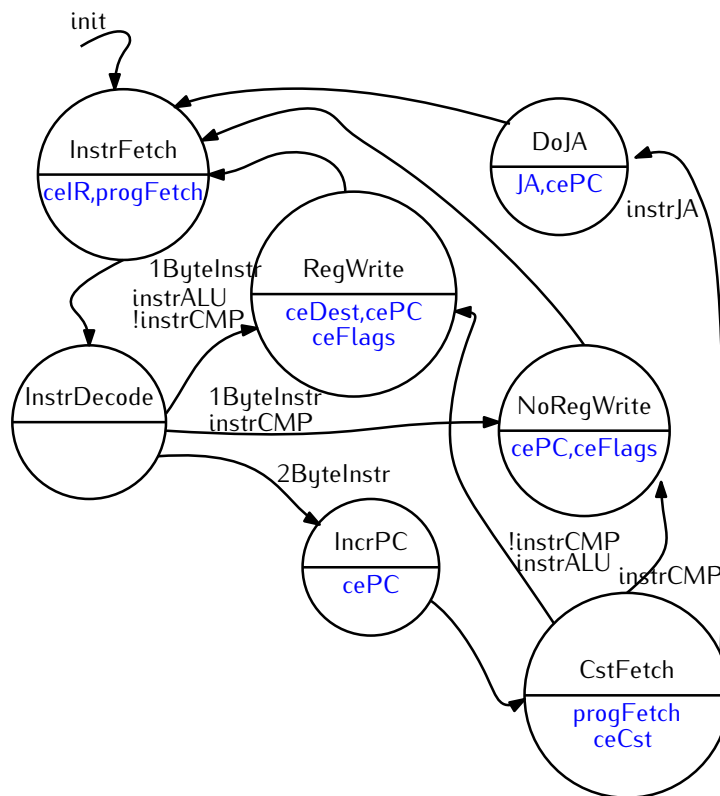 init
InstrFetch
ceIR,progFetch
DoJA
JA,cePC
instrJA
1ByteInstr
instrALU
!instrCMP
RegWrite
ceDest,cePC
ceFlags
InstrDecode
1ByteInstr
instrCMP
NoRegWrite
cePC,ceFlags
2ByteInstr
IncrPC
cePC
!instrCMP
instrALU
instrCMP
CstFetch
progFetch
ceCst